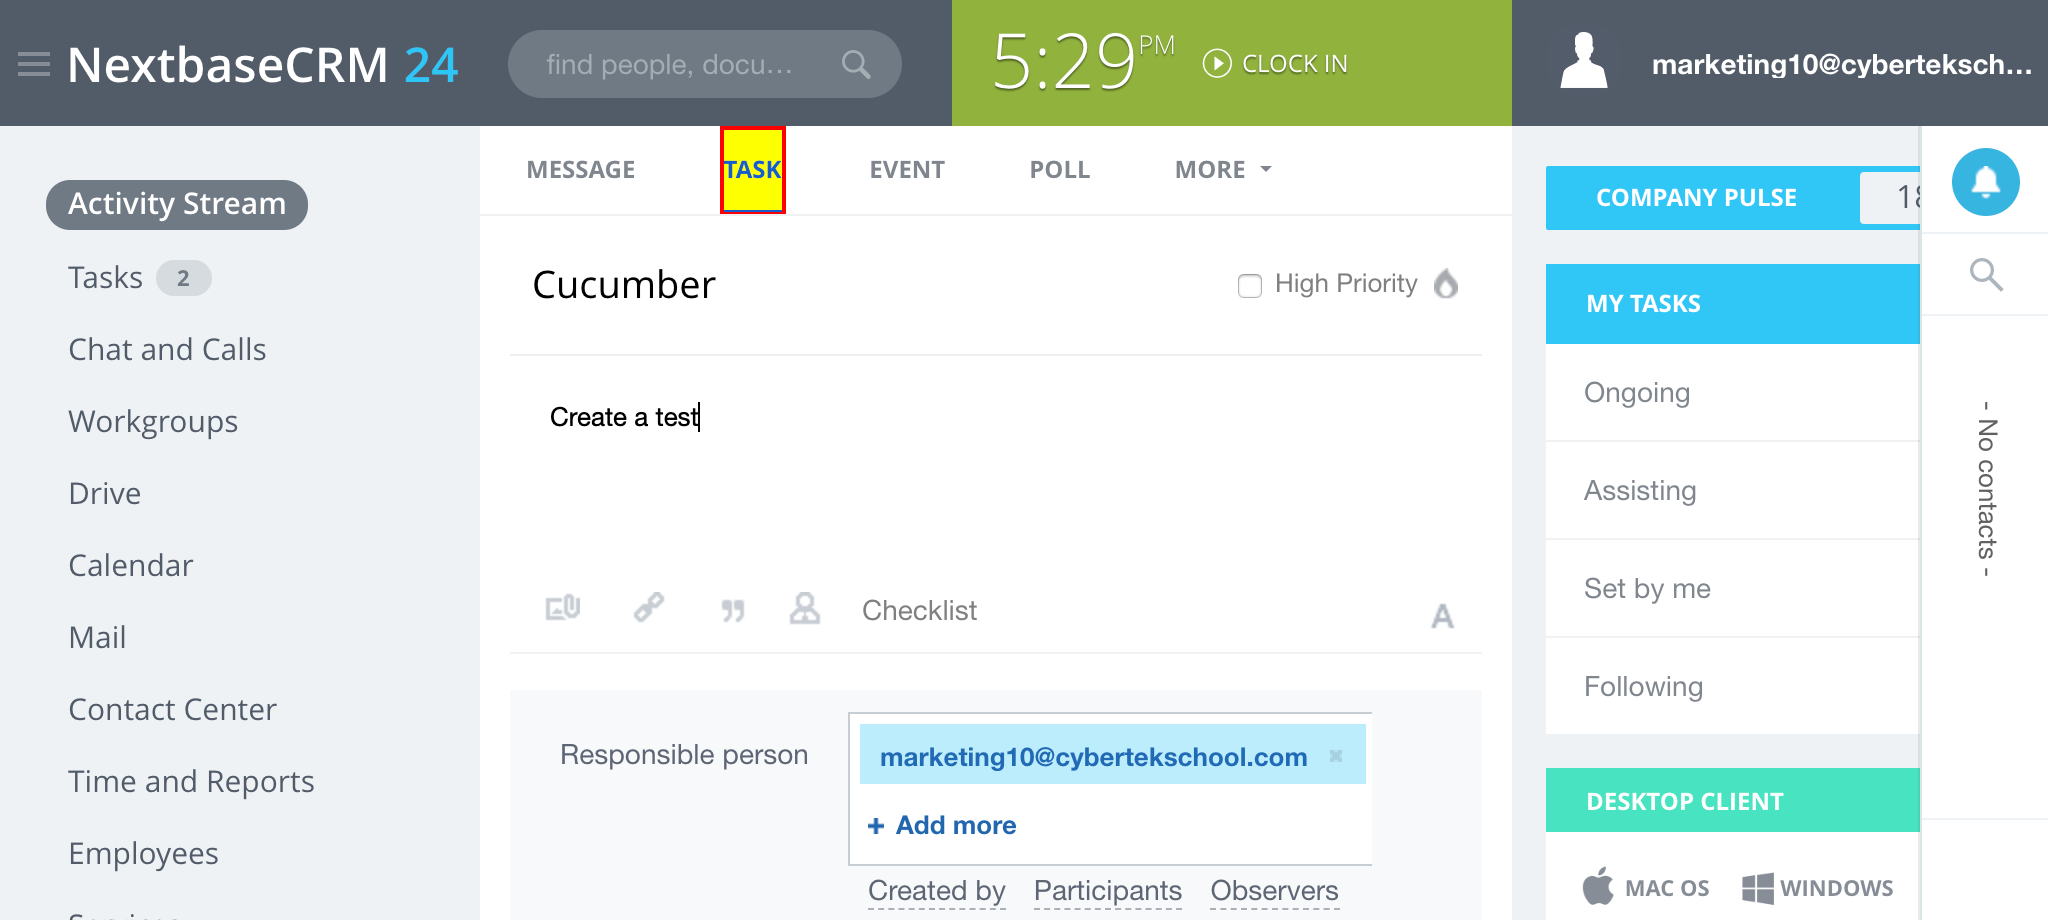 NextbaseCRM 24
find people, docu...
5:29 PM
CLOCK IN
marketing10@cyberteksch...
Activity Stream
Tasks 2
Chat and Calls
Workgroups
Drive
Calendar
Mail
Contact Center
Time and Reports
Employees
MESSAGE
TASK
EVENT
POLL
MORE
Cucumber
High Priority
Create a test
Checklist
A
Responsible person
marketing10@cybertekschool.com
+ Add more
Created by
Participants
Observers
COMPANY PULSE
MY TASKS
Ongoing
Assisting
Set by me
Following
DESKTOP CLIENT
MAC OS
WINDOWS
- No contacts -